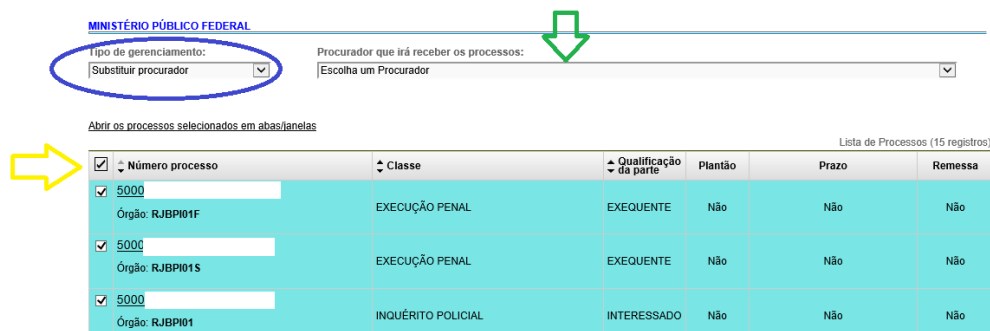 MINISTÉRIO PÚBLICO FEDERAL
Tipo de gerenciamento: Procurador que irá receber os processos:
Substituir procurador Escolha um Procurador
Abrir os processos selecionados em abas/janelas
Lista de Processos (15 registros)
Número processo Classe Qualificação da parte Plantão Prazo Remessa
5000
Órgão: RJBPI01F EXECUÇÃO PENAL EXEQUENTE Não Não Não
5000
Órgão: RJBPI01S EXECUÇÃO PENAL EXEQUENTE Não Não Não
5000
Órgão: RJBPI01 INQUÉRITO POLICIAL INTERESSADO Não Não Não